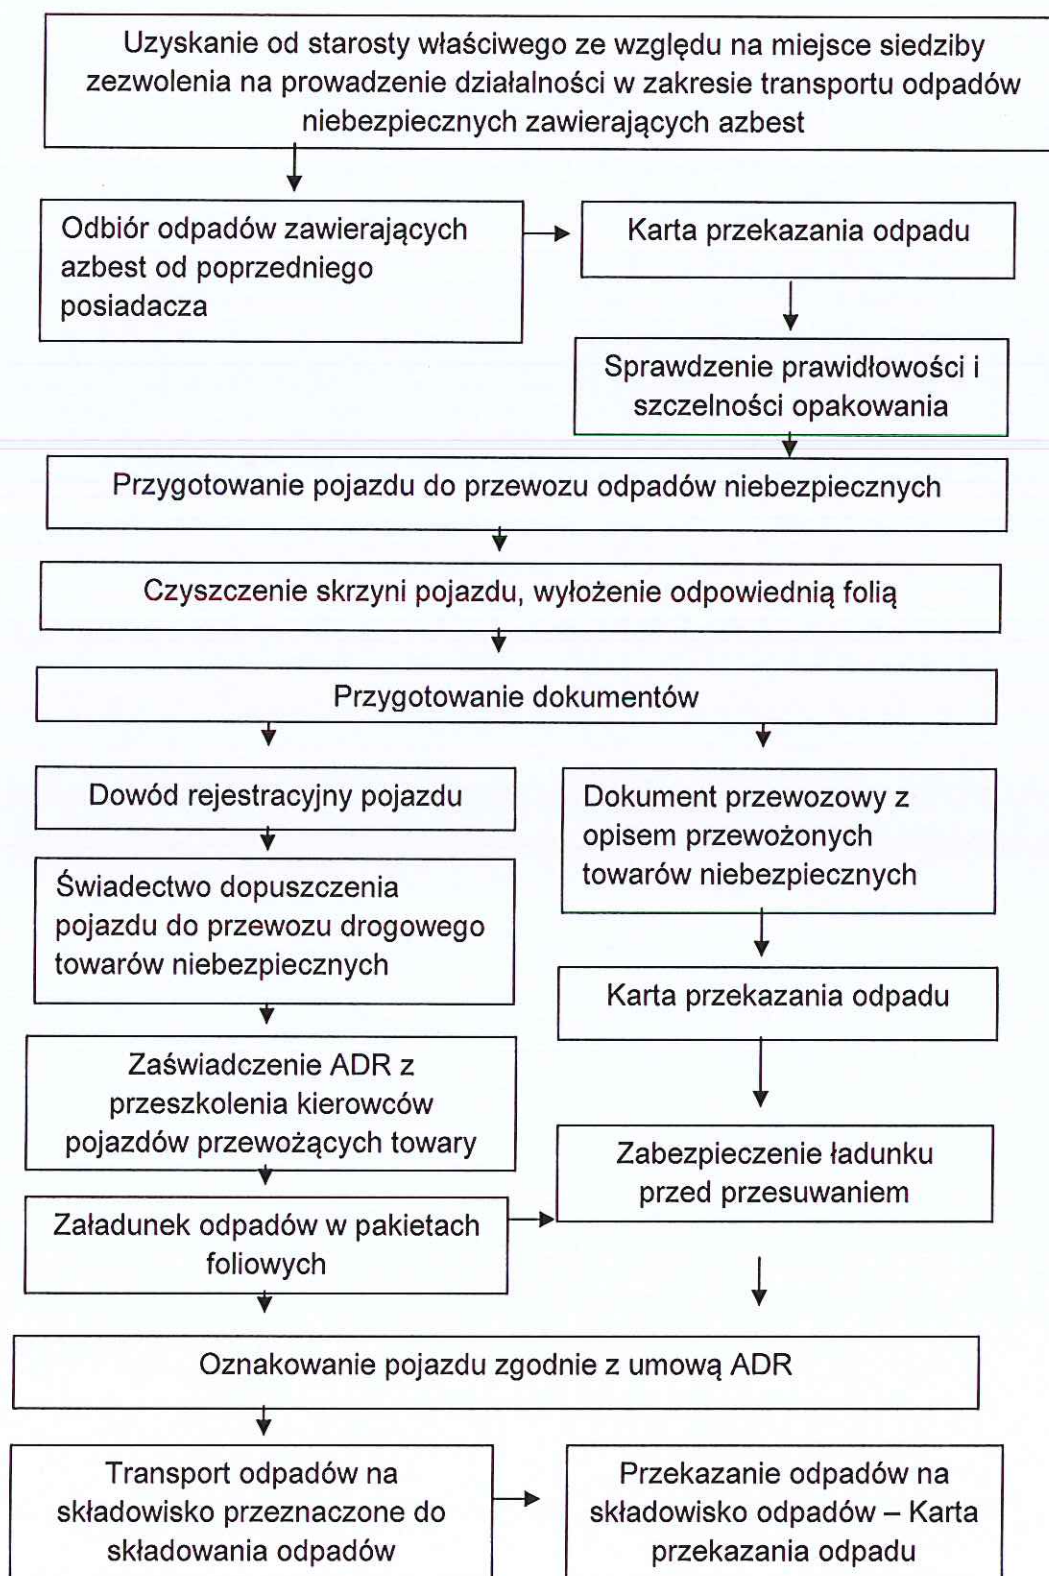 Uzyskanie od starosty właściwego ze względu na miejsce siedziby
zezwolenia na prowadzenie działalności w zakresie transportu odpadów
niebezpiecznych zawierających azbest
Odbiór odpadów zawierających
azbest od poprzedniego
posiadacza
Karta przekazania odpadu
Sprawdzenie prawidłowości i
szczelności opakowania
Przygotowanie pojazdu do przewozu odpadów niebezpiecznych
Czyszczenie skrzyni pojazdu, wyłożenie odpowiednią folią
Przygotowanie dokumentów
Dowód rejestracyjny pojazdu
Świadectwo dopuszczenia
pojazdu do przewozu drogowego
towarów niebezpiecznych
Zaświadczenie ADR z
przeszkolenia kierowców
pojazdów przewożących towary
Załadunek odpadów w pakietach
foliowych
Dokument przewozowy z
opisem przewożonych
towarów niebezpiecznych
Karta przekazania odpadu
Zabezpieczenie ładunku
przed przesuwaniem
Oznakowanie pojazdu zgodnie z umową ADR
Transport odpadów na
składowisko przeznaczone do
składowania odpadów
Przekazanie odpadów na
składowisko odpadów – Karta
przekazania odpadu